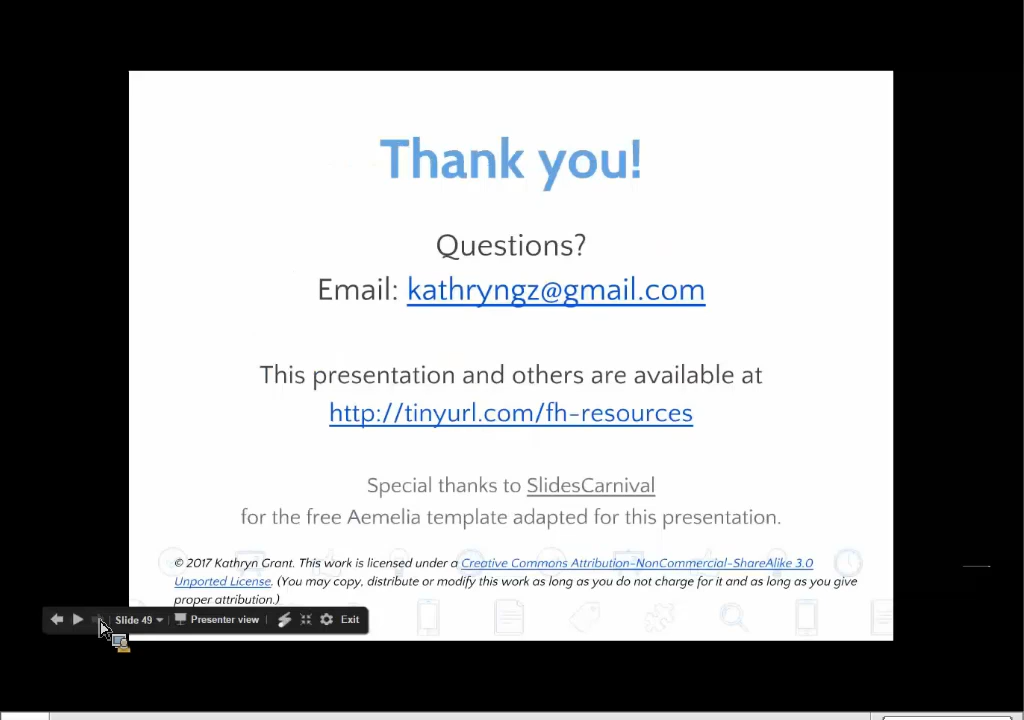 Thank you!
Questions?
Email: kathryngz@gmail.com
This presentation and others are available at
http://tinyurl.com/fh-resources
Special thanks to SlidesCarnival
for the free Aemelia template adapted for this presentation.
© 2017 Kathryn Grant. This work is licensed under a Creative Commons Attribution-NonCommercial-ShareAlike 3.0
Unported License. (You may copy, distribute or modify this work as long as you do not charge for it and as long as you give
proper attribution.)
Slide 49 Presenter view Exit